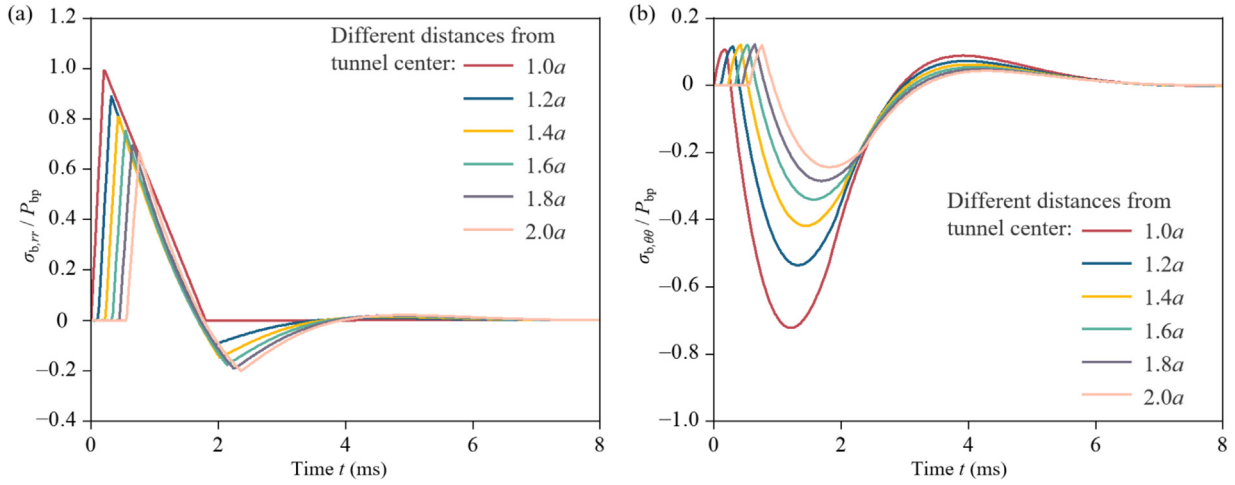 (a)
1.2
1.0
0.8
0.6
0.4
0.2
0
−0.2
−0.4
σb,rr / Pbp
0
2
4
6
8
Time t (ms)
Different distances from
tunnel center:
1.0a
1.2a
1.4a
1.6a
1.8a
2.0a
(b)
0.2
0
−0.2
−0.4
−0.6
−0.8
−1.0
σb,θθ / Pbp
0
2
4
6
8
Time t (ms)
Different distances from
tunnel center:
1.0a
1.2a
1.4a
1.6a
1.8a
2.0a